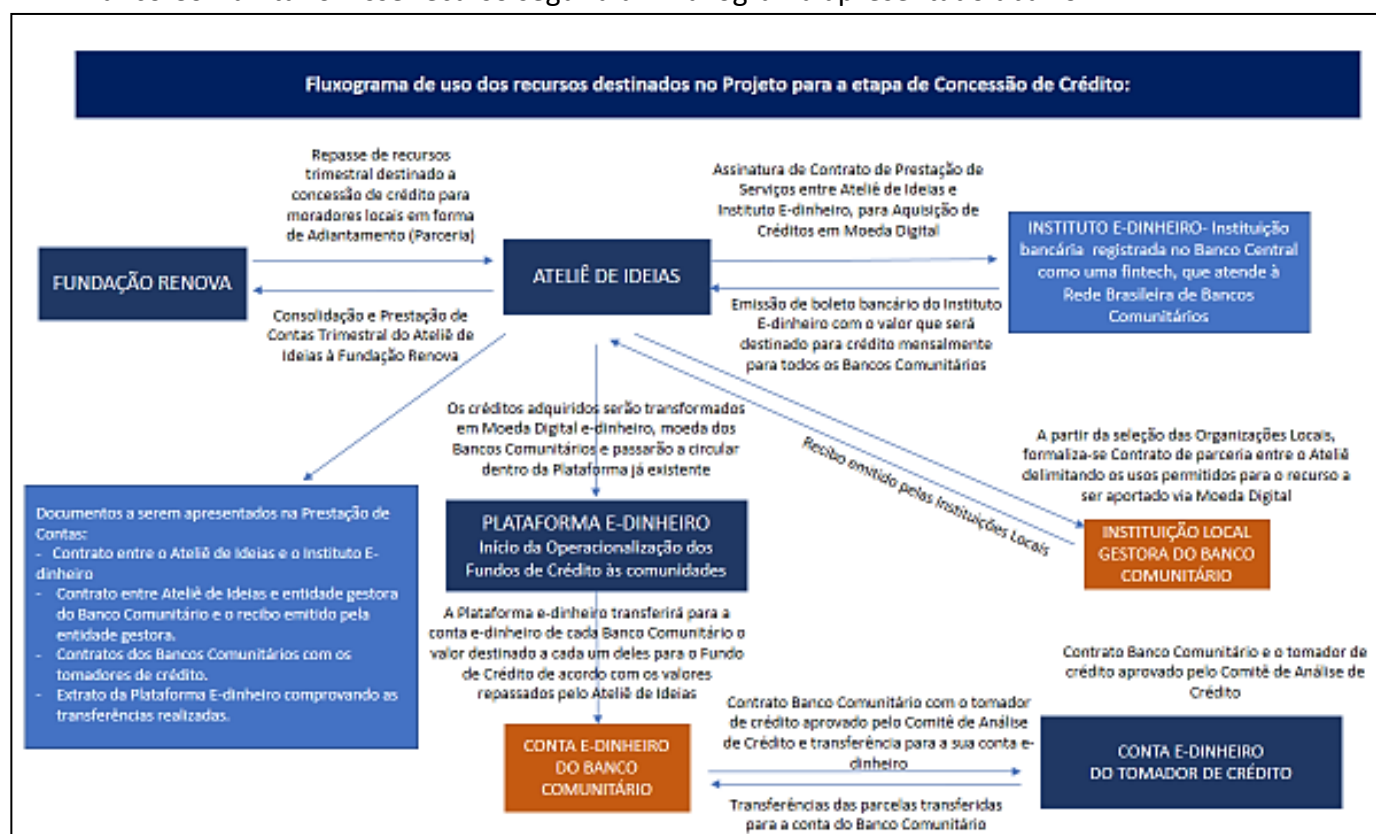 Fluxograma de uso dos recursos destinados no Projeto para a etapa de Concessão de Crédito:
Repasse de recursos
trimestral destinado a
concessão de crédito para
moradores locais em forma
de Adiantamento (Parceria)
Assinatura de Contrato de Prestação de
Serviços entre Ateliê de Ideias e
Instituto E-dinheiro, para Aquisição de
Créditos em Moeda Digital
FUNDAÇÃO RENOVA
ATELIÊ DE IDEIAS
INSTITUTO E-DINHEIRO- Instituição
bancária registrada no Banco Central
como uma fintech, que atende à
Rede Brasileira de Bancos
Comunitários
Consolidação e Prestação de
Contas Trimestral do Ateliê de
Ideias à Fundação Renova
Emissão de boleto bancário do Instituto
E-dinheiro com o valor que será
destinado para crédito mensalmente
para todos os Bancos Comunitários
Os créditos adquiridos serão transformados
em Moeda Digital e-dinheiro, moeda dos
Bancos Comunitários e passarão a circular
dentro da Plataforma já existente
Recibo emitido pelas Instituições Locais
A partir da seleção das Organizações Locais,
formaliza-se Contrato de parceria entre o Ateliê
delimitando os usos permitidos para o recurso a
ser aportado via Moeda Digital
Documentos a serem apresentados na Prestação de
Contas:
- Contrato entre o Ateliê de Ideias e o Instituto E-
dinheiro
- Contrato entre Ateliê de Ideias e entidade gestora
do Banco Comunitário e o recibo emitido pela
entidade gestora.
- Contratos dos Bancos Comunitários com os
tomadores de crédito.
- Extrato da Plataforma E-dinheiro comprovando as
transferências realizadas.
PLATAFORMA E-DINHEIRO
Início da Operacionalização dos
Fundos de Crédito às comunidades
INSTITUIÇÃO LOCAL
GESTORA DO BANCO
COMUNITÁRIO
A Plataforma e-dinheiro transferirá para a
conta e-dinheiro de cada Banco Comunitário o
valor destinado a cada um deles para o Fundo
de Crédito de acordo com os valores
repassados pelo Ateliê de Ideias
Contrato Banco Comunitário e o tomador de
crédito aprovado pelo Comitê de Análise de
Crédito
Contrato Banco Comunitário com o tomador
de crédito aprovado pelo Comitê de Análise
de Crédito e transferência para a sua conta e-
dinheiro
CONTA E-DINHEIRO
DO BANCO
COMUNITÁRIO
CONTA E-DINHEIRO
DO TOMADOR DE CRÉDITO
Transferências das parcelas transferidas
para a conta do Banco Comunitário